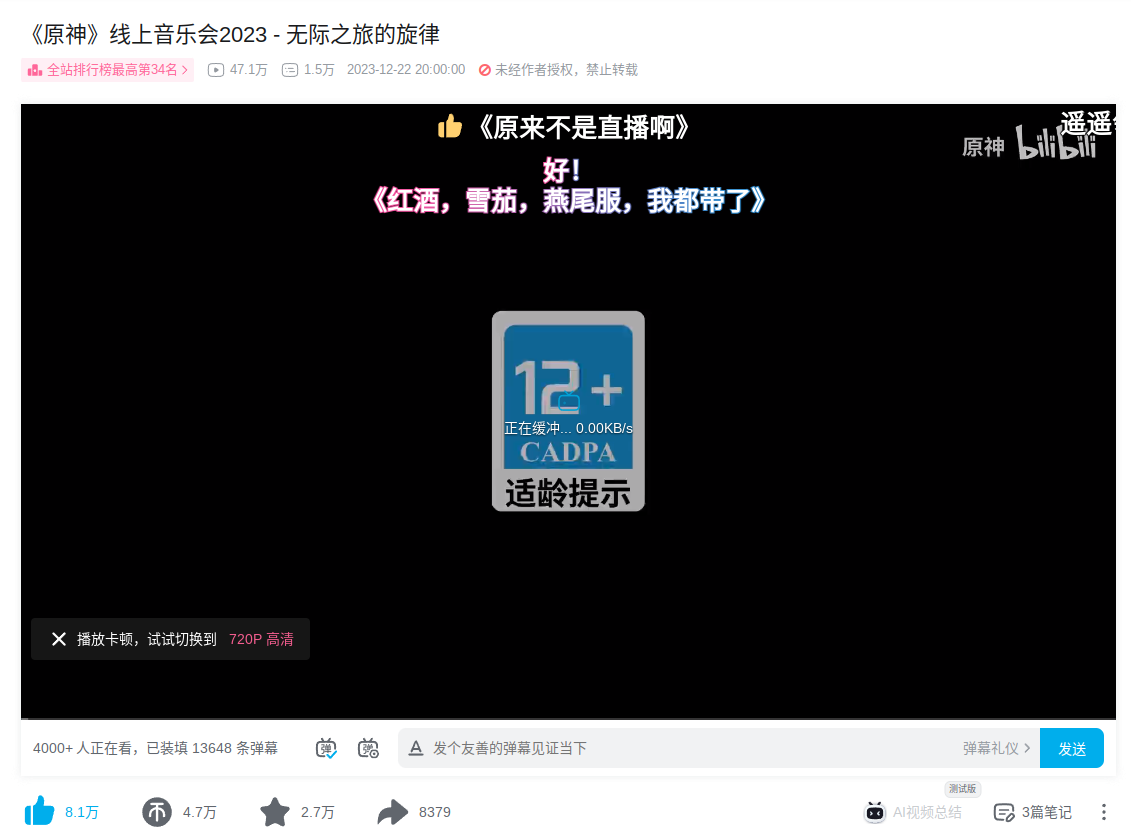 《原神》线上音乐会2023 - 无际之旅的旋律
全站排行榜最高第34名 47.1万 1.5万 2023-12-22 20:00:00 未经作者授权，禁止转载
《原来不是直播啊》
遥遥
原神 bilibili
好！
《红酒，雪茄，燕尾服，我都带了》
12+
正在缓冲... 0.00KB/s
CADPA
适龄提示
播放卡顿，试试切换到 720P 高清
4000+ 人正在看，已装填 13648 条弹幕 弹 弹 A 发个友善的弹幕见证当下 弹幕礼仪 发送
测试版
8.1万 4.7万 2.7万 8379 AI视频总结 3篇笔记